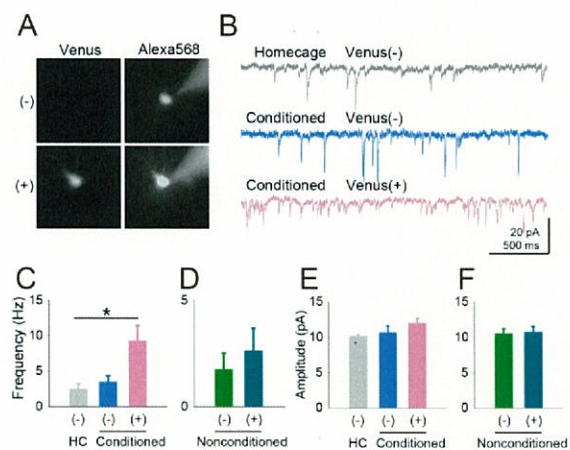 A
B
Venus Alexa568
(-)
(+)
Homecage Venus(-)
Conditioned Venus(-)
Conditioned Venus(+)
20 pA
500 ms
C
D
E
F
Frequency (Hz)
15
10
5
0
*
(-) (-) (+)
HC Conditioned
5
0
(-) (+)
Nonconditioned
Amplitude (pA)
15
10
5
0
(-) (-) (+)
HC Conditioned
15
10
5
0
(-) (+)
Nonconditioned